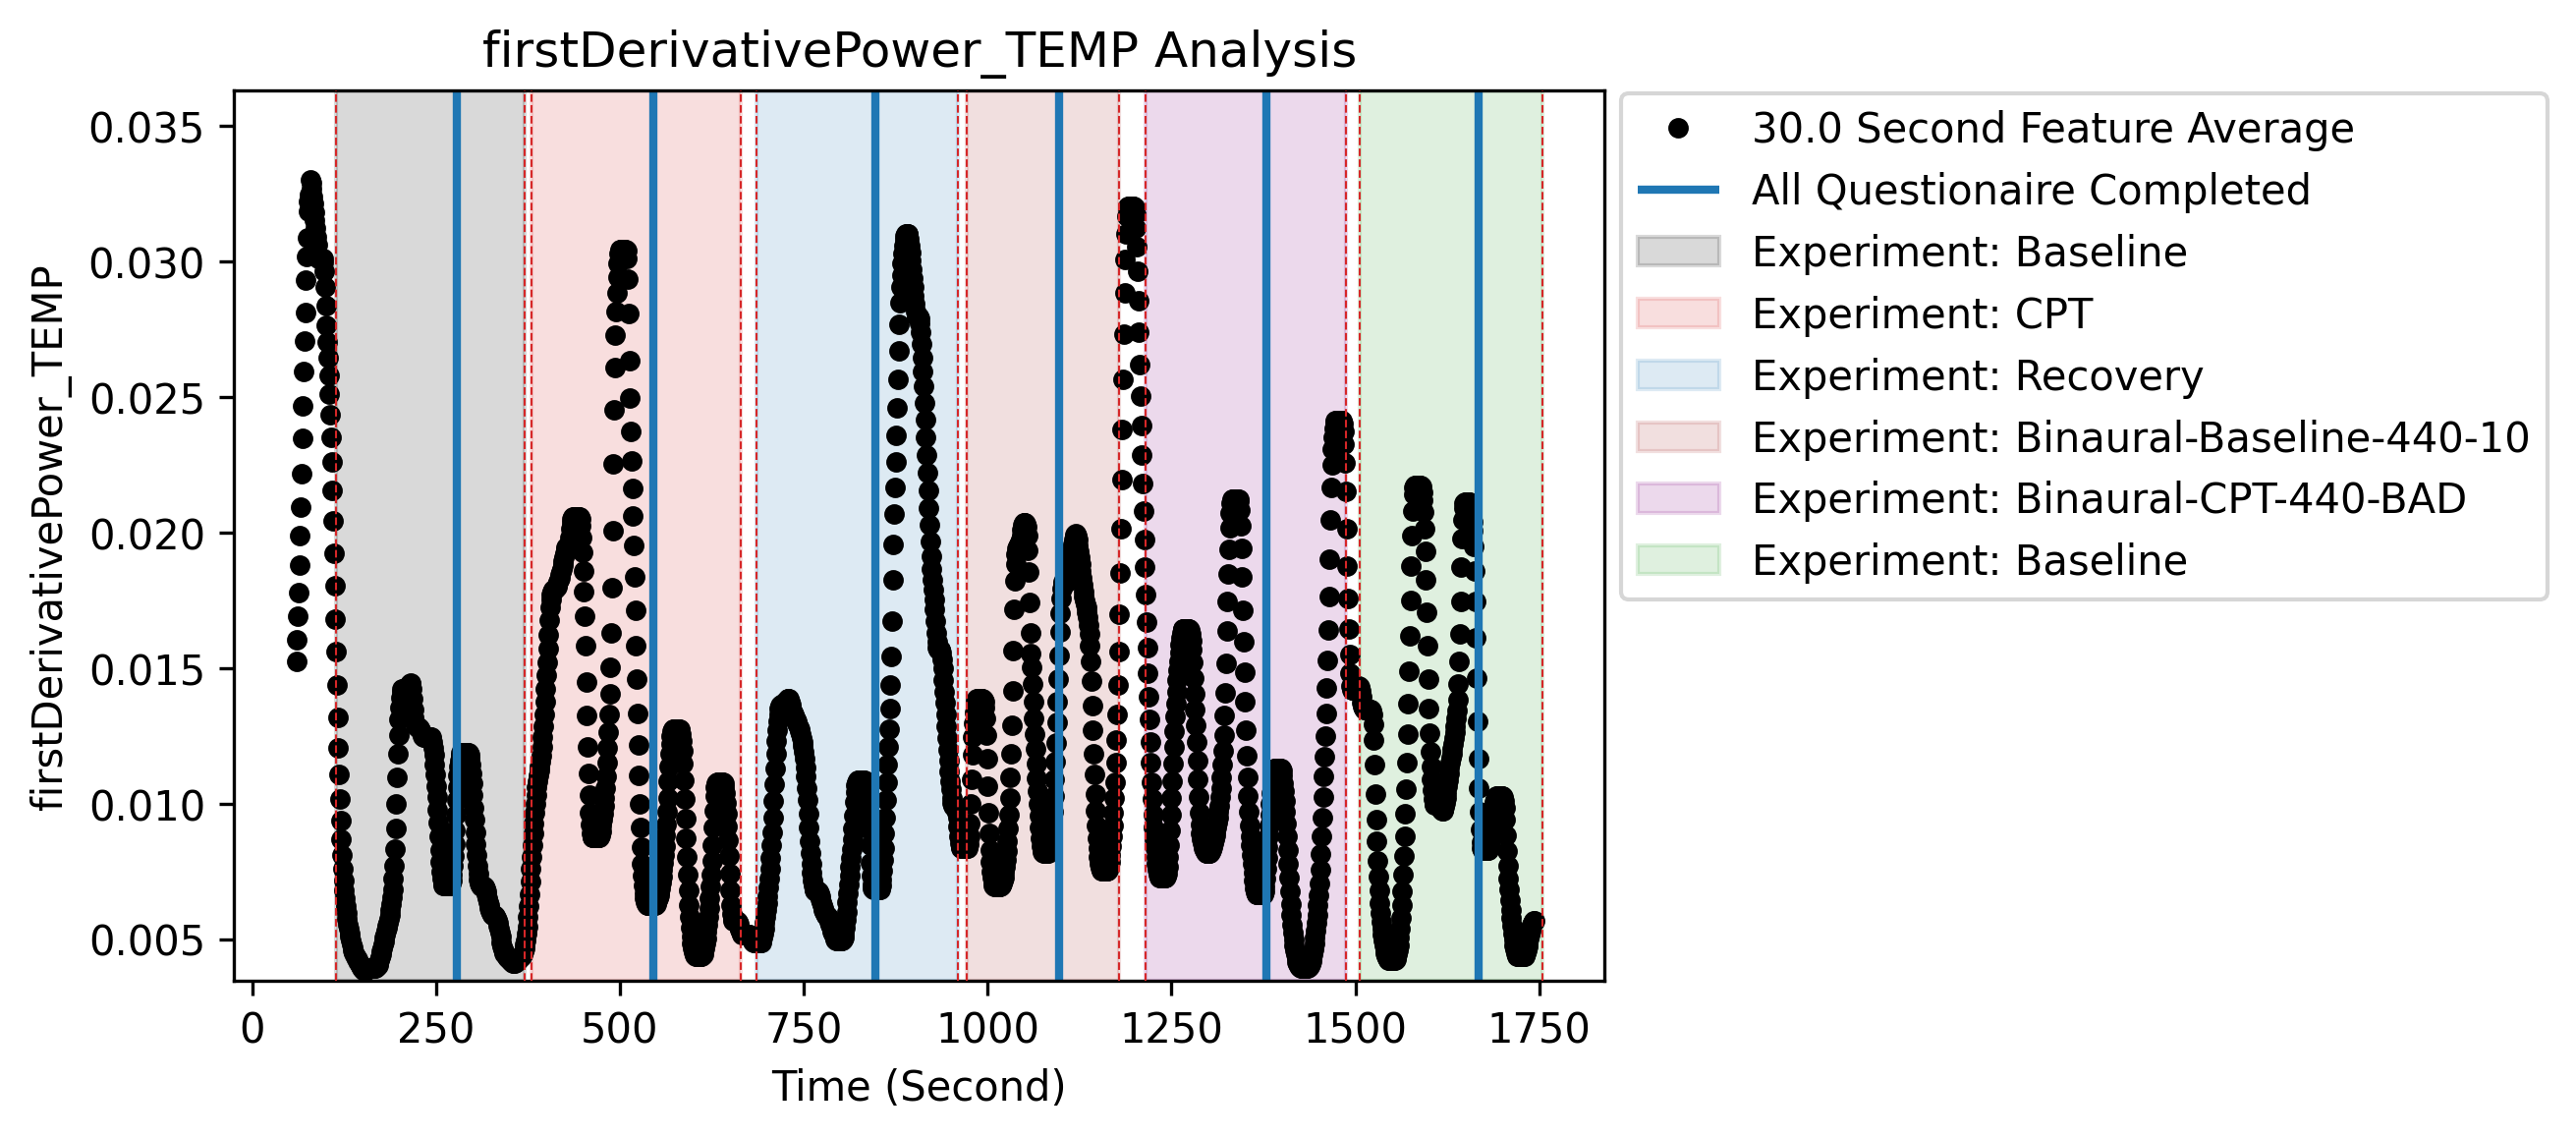 firstDerivativePower_TEMP Analysis
firstDerivativePower_TEMP
0.035
0.030
0.025
0.020
0.015
0.010
0.005
0 250 500 750 1000 1250 1500 1750
Time (Second)
30.0 Second Feature Average
All Questionaire Completed
Experiment: Baseline
Experiment: CPT
Experiment: Recovery
Experiment: Binaural-Baseline-440-10
Experiment: Binaural-CPT-440-BAD
Experiment: Baseline